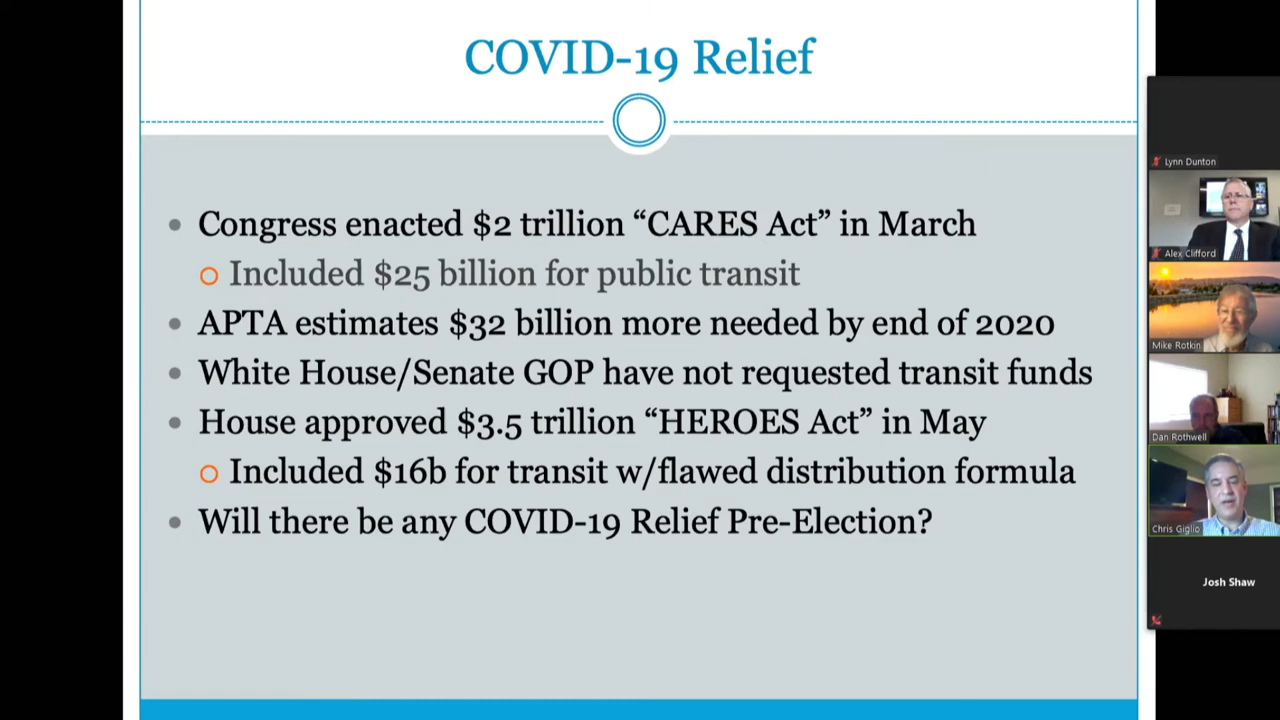 COVID-19 Relief
Congress enacted $2 trillion “CARES Act” in March
Included $25 billion for public transit
APTA estimates $32 billion more needed by end of 2020
White House/Senate GOP have not requested transit funds
House approved $3.5 trillion “HEROES Act” in May
Included $16b for transit w/flawed distribution formula
Will there be any COVID-19 Relief Pre-Election?
Lynn Dunton
Alex Clifford
Mike Rotkin
Dan Rothwell
Chris Giglio
Josh Shaw